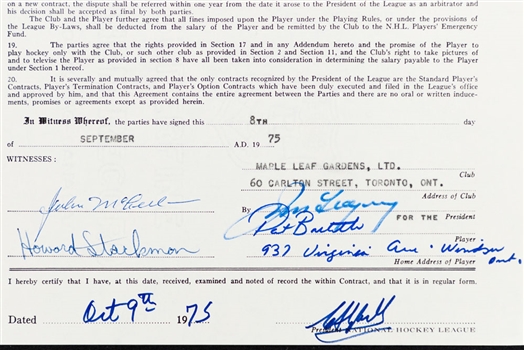 on a new contract, the dispute shall be referred within one year from the date it arose to the President of the League as an arbitrator and
his decision shall be accepted as final by both parties.
The Club and the Player further agree that all fines imposed upon the Player under the Playing Rules, or under the provisions of
the League By-Laws, shall be deducted from the salary of the Player and be remitted by the Club to the N.H.L. Players' Emergency
Fund.
19. The parties agree that the rights provided in Section 17 and in any Addendum hereto and the promise of the Player to
play hockey only with the Club, or such other club as provided in Section 2 and Section 11, and the Club's right to take pictures of
and to televise the Player as provided in section 8 have all been taken into consideration in determining the salary payable to the Player
under Section 1 hereof.
20. It is severally and mutually agreed that the only contracts recognized by the President of the League are the Standard Player's
Contracts, Player's Termination Contracts, and Player's Option Contracts which have been duly executed and filed in the League's office
and approved by him, and that this Agreement contains the entire agreement between the Parties and there are no oral or written induce-
ments, promises or agreements except as provided herein.
In Witness Whereof, the parties have signed this 8TH day
of SEPTEMBER A.D. 19 75
WITNESSES:
MAPLE LEAF GARDENS, LTD.
Club
60 CARLTON STREET, TORONTO, ONT.
Address of Club
By FOR THE President
Howard Starkman
Player
937 Virginia Ave. Windsor Ont.
Home Address of Player
I hereby certify that I have, at this date, received, examined and noted of record the within Contract, and that it is in regular form.
Dated Oct 9th 1975
President NATIONAL HOCKEY LEAGUE